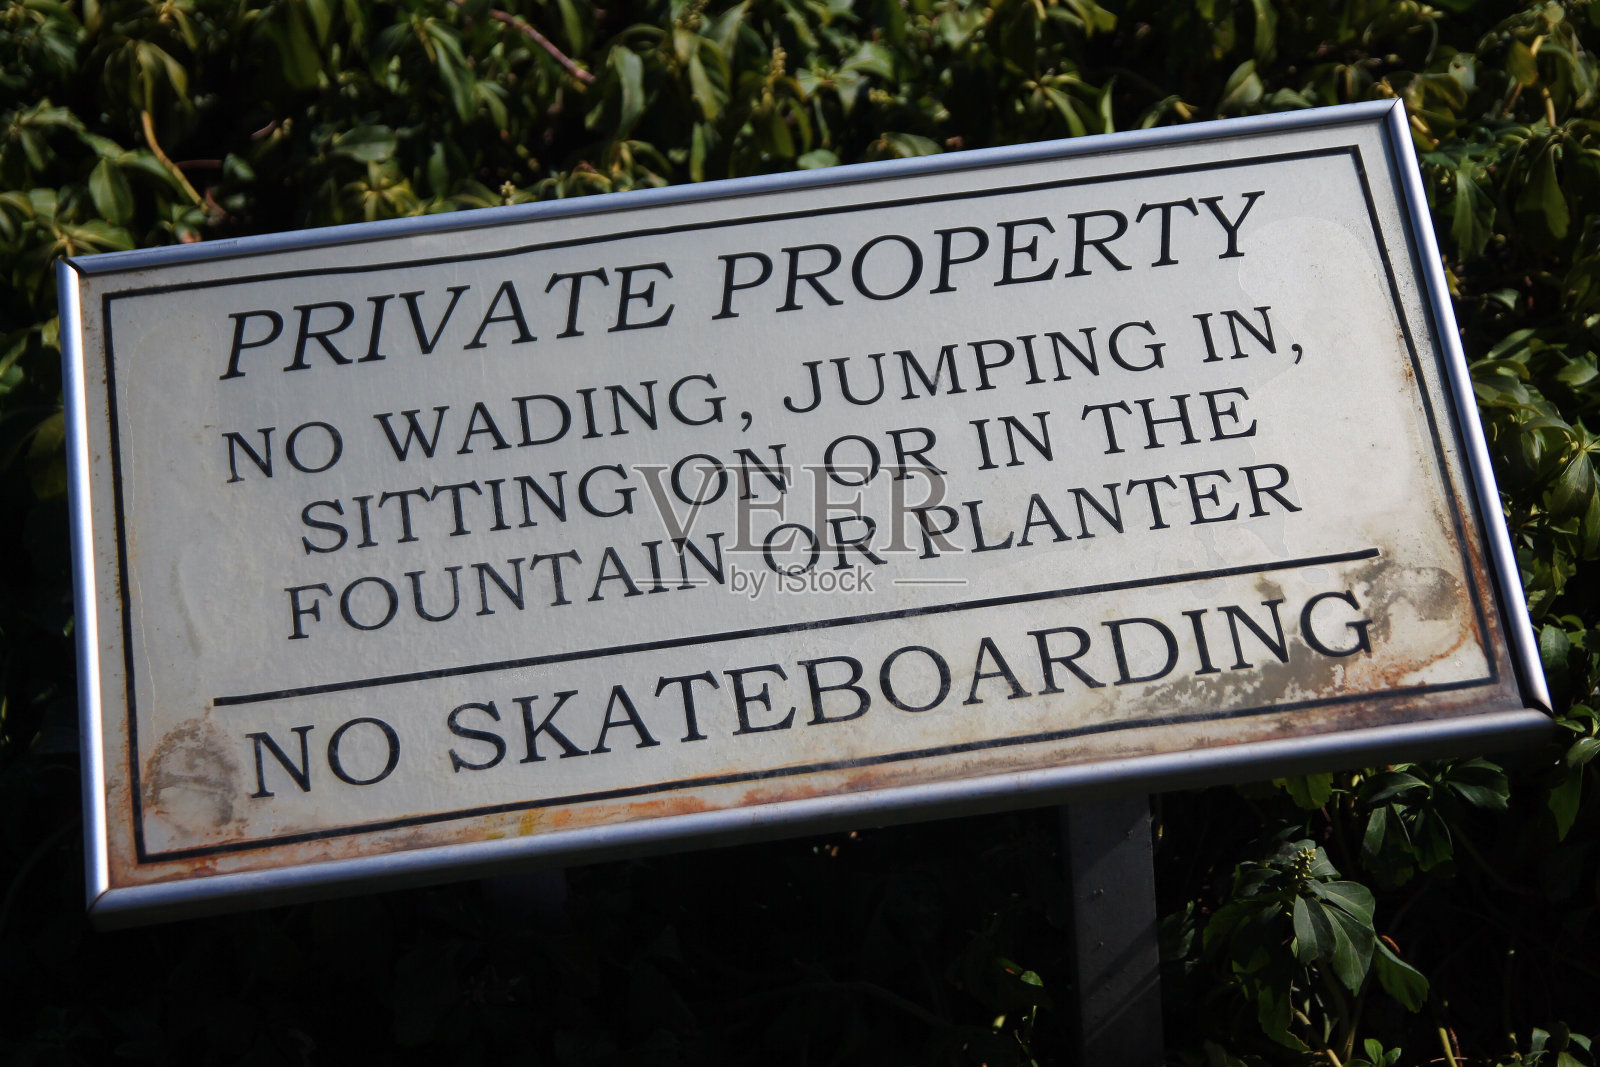 PRIVATE PROPERTY
NO WADING, JUMPING IN,
SITTING ON OR IN THE
FOUNTAIN OR PLANTER
NO SKATEBOARDING
VEER
by iStock